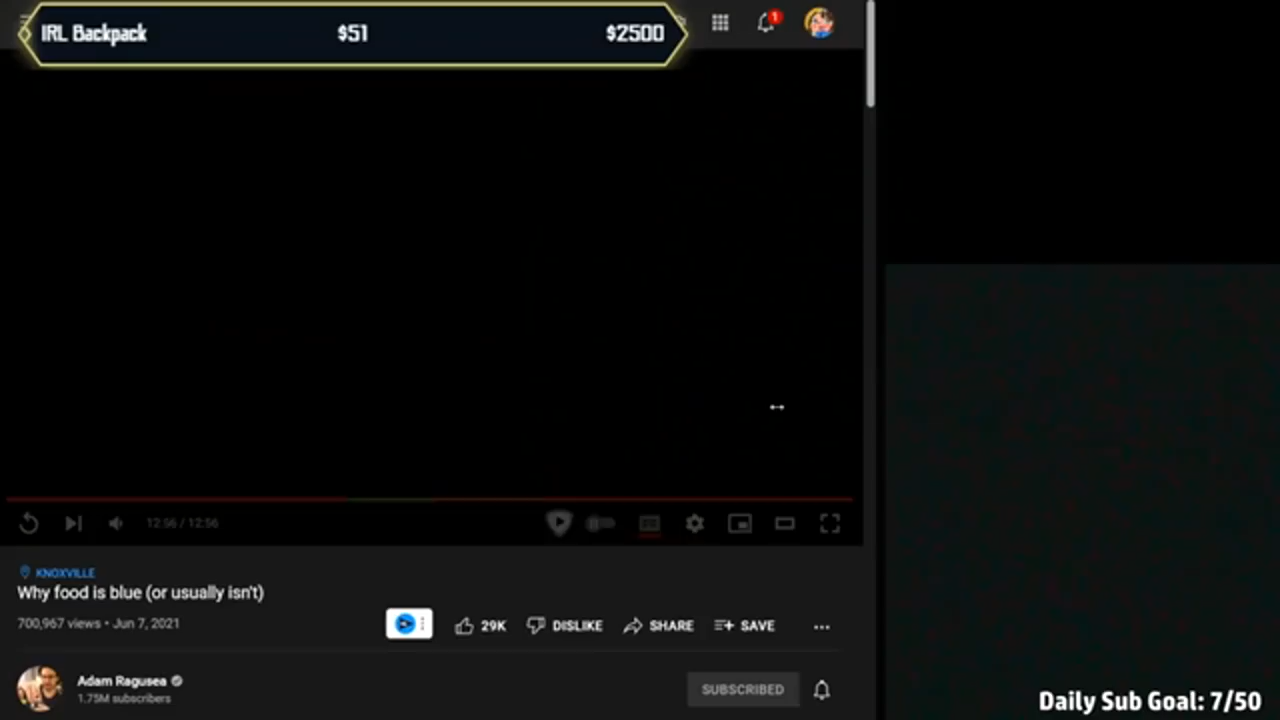 IRL Backpack $51 $2500
1
12:56 / 12:56
KNOXVILLE
Why food is blue (or usually isn't)
700,967 views • Jun 7, 2021
29K DISLIKE SHARE SAVE
Adam Ragusea
1.75M subscribers
SUBSCRIBED
Daily Sub Goal: 7/50